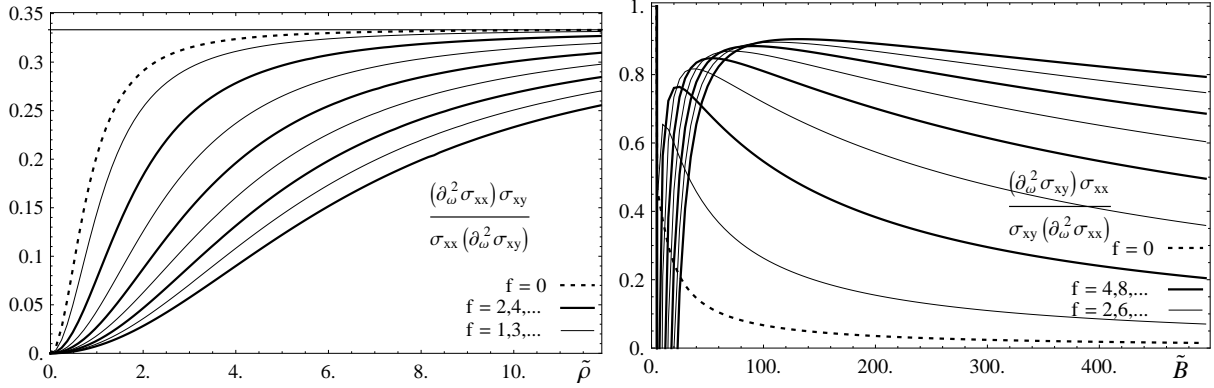 0.35
0.3
0.25
0.2
0.15
0.1
0.05
0.
0. 2. 4. 6. 8. 10. ρ̃
(∂ω² σxx) σxy
σxx (∂ω² σxy)
f = 0
f = 2,4,...
f = 1,3,...
1.
0.8
0.6
0.4
0.2
0.
0. 100. 200. 300. 400. B̃
(∂ω² σxy) σxx
σxy (∂ω² σxx)
f = 0
f = 4,8,...
f = 2,6,...